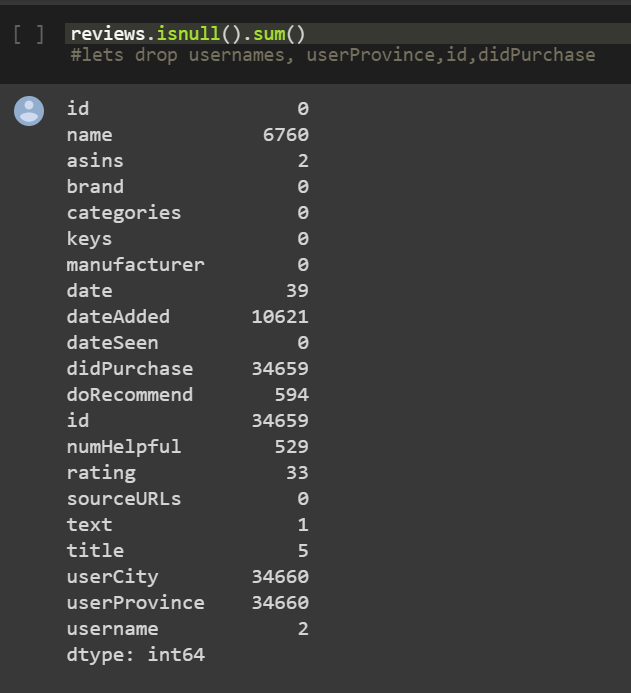 [ ] reviews.isnull().sum()
#lets drop usernames, userProvince,id,didPurchase
id 0
name 6760
asins 2
brand 0
categories 0
keys 0
manufacturer 0
date 39
dateAdded 10621
dateSeen 0
didPurchase 34659
doRecommend 594
id 34659
numHelpful 529
rating 33
sourceURLs 0
text 1
title 5
userCity 34660
userProvince 34660
username 2
dtype: int64